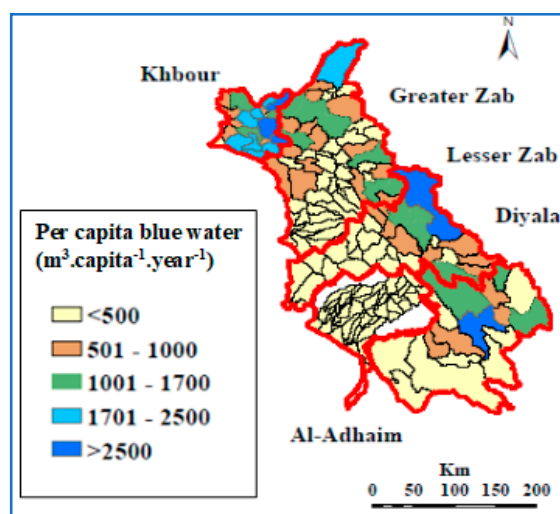 N
Khbour
Greater Zab
Lesser Zab
Diyala
Per capita blue water
(m³.capita⁻¹.year⁻¹)
<500
501 - 1000
1001 - 1700
1701 - 2500
>2500
Al-Adhaim
Km
0 50 100 150 200